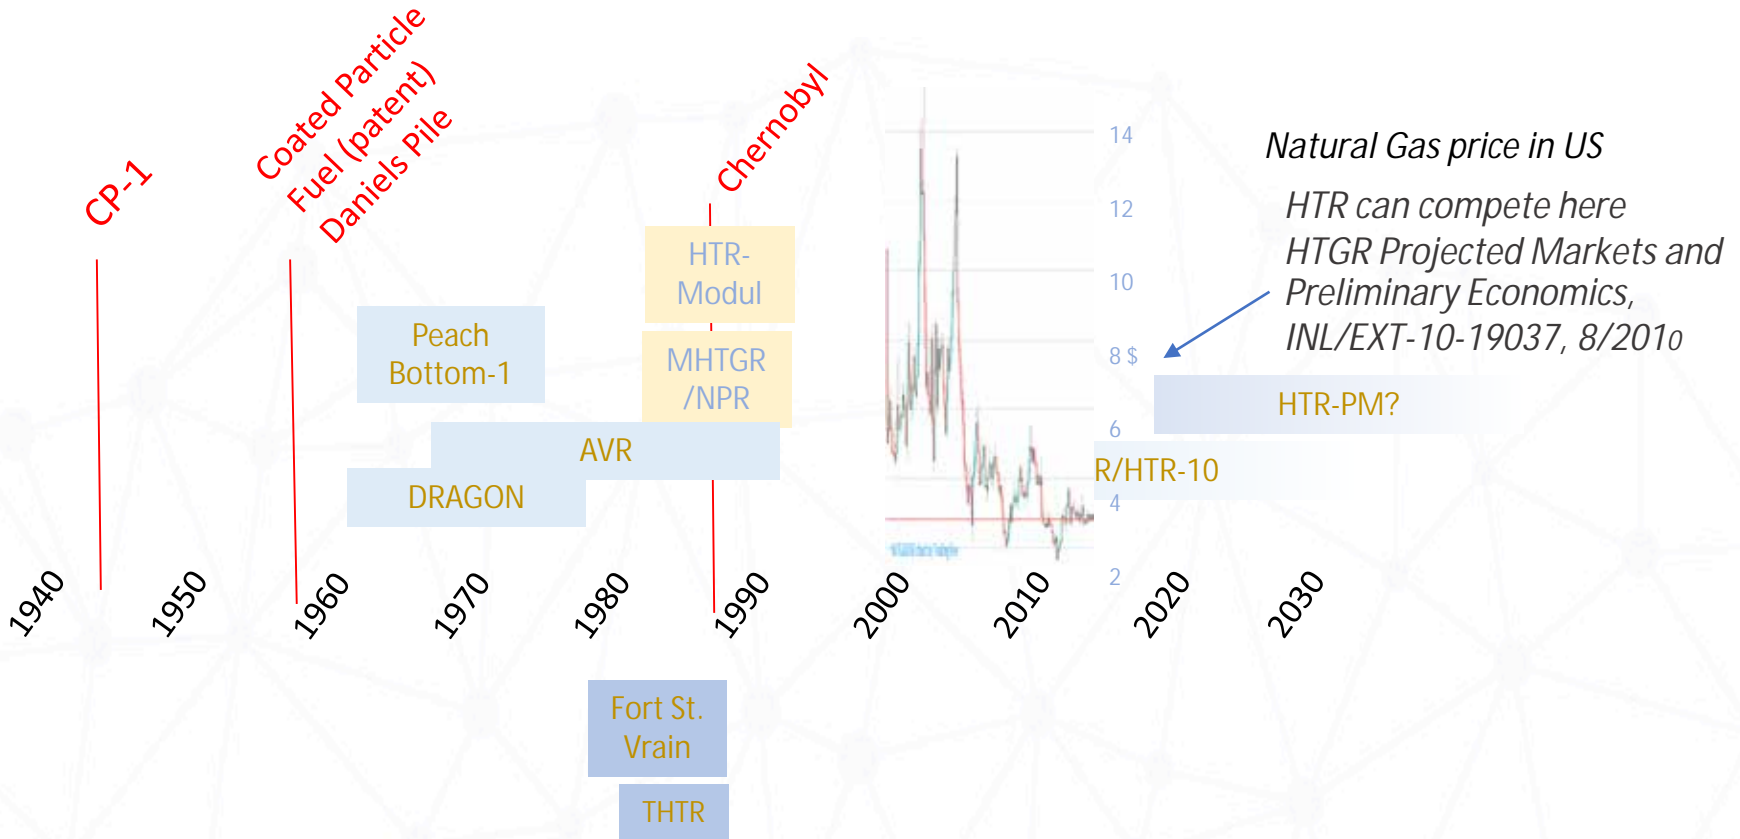 CP-1
Coated Particle
Fuel (patent)
Daniels Pile
Chernobyl
HTR-
Modul
Peach
Bottom-1
MHTGR
/NPR
AVR
DRAGON
14
12
10
8 $
6
4
2
Natural Gas price in US
HTR can compete here
HTGR Projected Markets and
Preliminary Economics,
INL/EXT-10-19037, 8/2010
HTR-PM?
R/HTR-10
1940
1950
1960
1970
1980
1990
2000
2010
2020
2030
Fort St.
Vrain
THTR